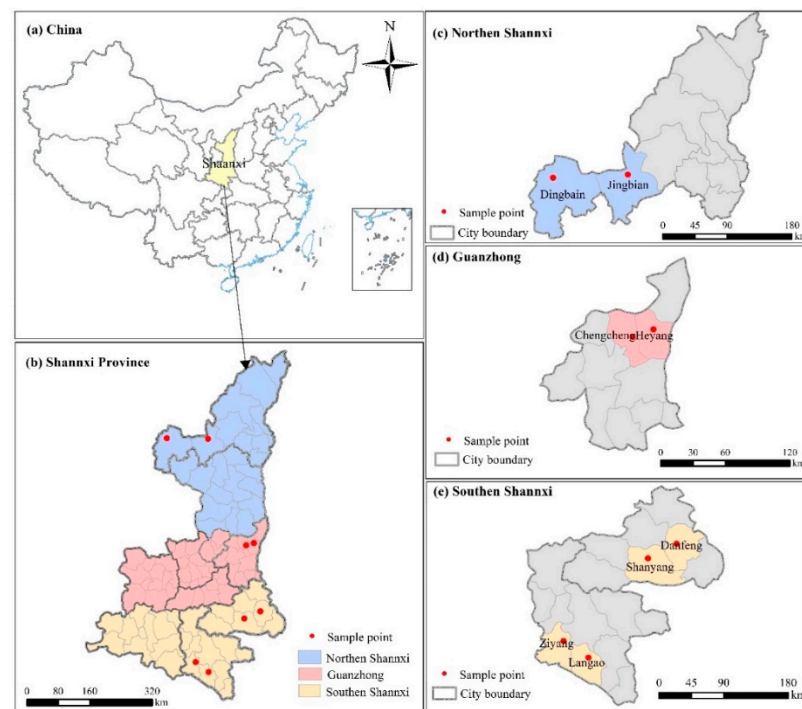 (a) China
N
Shaanxi
(b) Shannxi Province
Sample point
Northen Shannxi
Guanzhong
Southen Shannxi
0 80 160 320
km
(c) Northen Shannxi
Dingbain
Jingbian
Sample point
City boundary
0 45 90 180
km
(d) Guanzhong
Chengcheng
Heyang
Sample point
City boundary
0 30 60 120
km
(e) Southen Shannxi
Danfeng
Shanyang
Ziyang
Langao
Sample point
City boundary
0 45 90 180
km